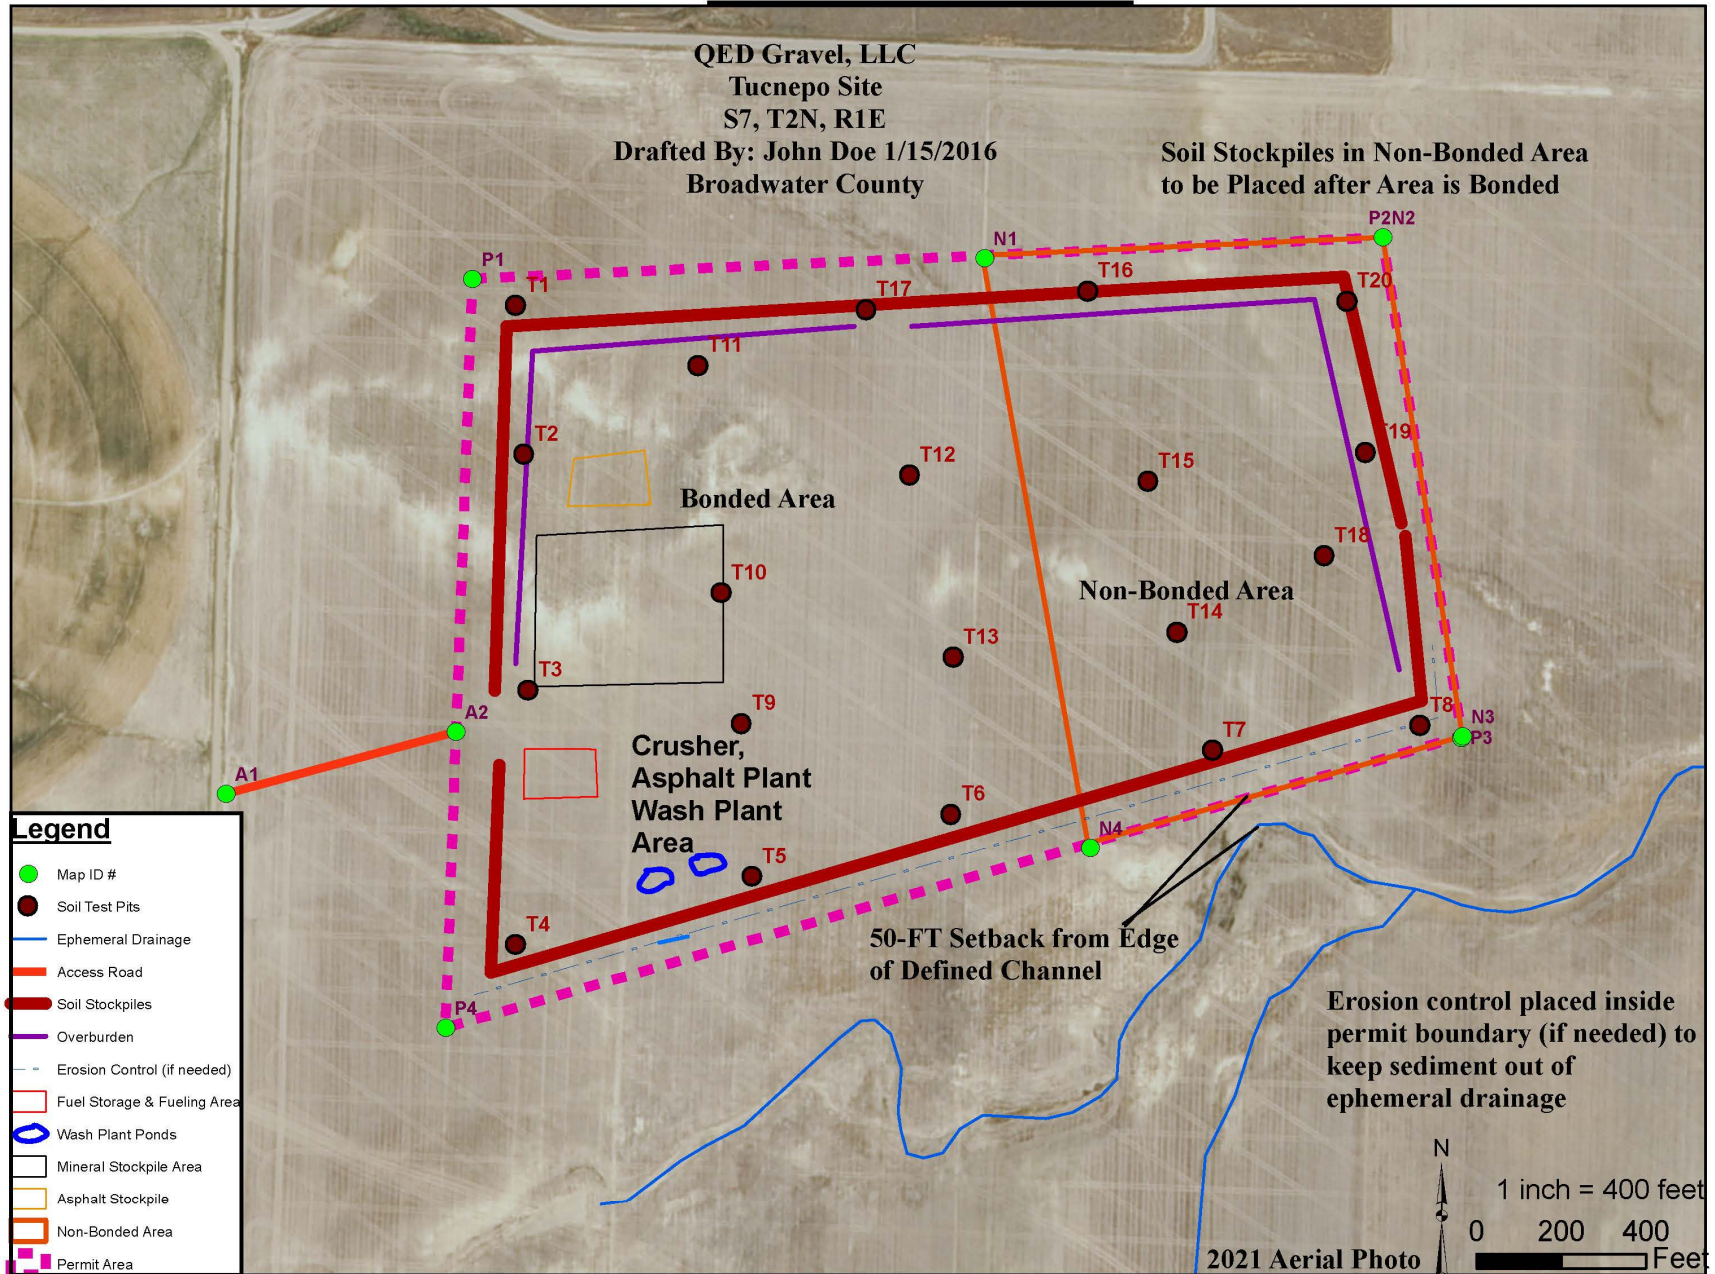 QED Gravel, LLC
Tucnepo Site
S7, T2N, R1E
Drafted By: John Doe 1/15/2016
Broadwater County
Soil Stockpiles in Non-Bonded Area
to be Placed after Area is Bonded
P2N2
N1
P1
T1
T16
T17
T20
T11
T2
T19
T12
T15
Bonded Area
T18
T10
Non-Bonded Area
T14
T13
T3
T9
A2
T8
N3
P3
T7
Crusher,
Asphalt Plant
Wash Plant
Area
A1
T6
N4
T5
T4
50-FT Setback from Edge
of Defined Channel
P4
Erosion control placed inside
permit boundary (if needed) to
keep sediment out of
ephemeral drainage
Legend
Map ID #
Soil Test Pits
Ephemeral Drainage
Access Road
Soil Stockpiles
Overburden
Erosion Control (if needed)
Fuel Storage & Fueling Area
Wash Plant Ponds
Mineral Stockpile Area
Asphalt Stockpile
Non-Bonded Area
Permit Area
N
1 inch = 400 feet
0 200 400
Feet
2021 Aerial Photo